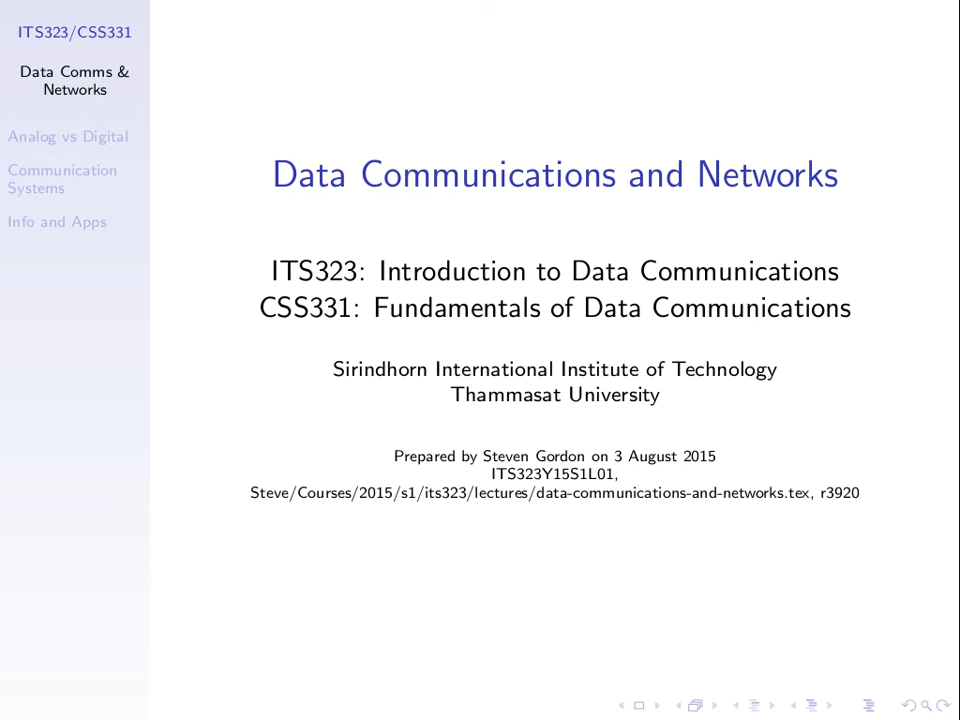 ITS323/CSS331
Data Comms &
Networks
Analog vs Digital
Communication
Systems
Info and Apps
Data Communications and Networks
ITS323: Introduction to Data Communications
CSS331: Fundamentals of Data Communications
Sirindhorn International Institute of Technology
Thammasat University
Prepared by Steven Gordon on 3 August 2015
ITS323Y15S1L01,
Steve/Courses/2015/s1/its323/lectures/data-communications-and-networks.tex, r3920